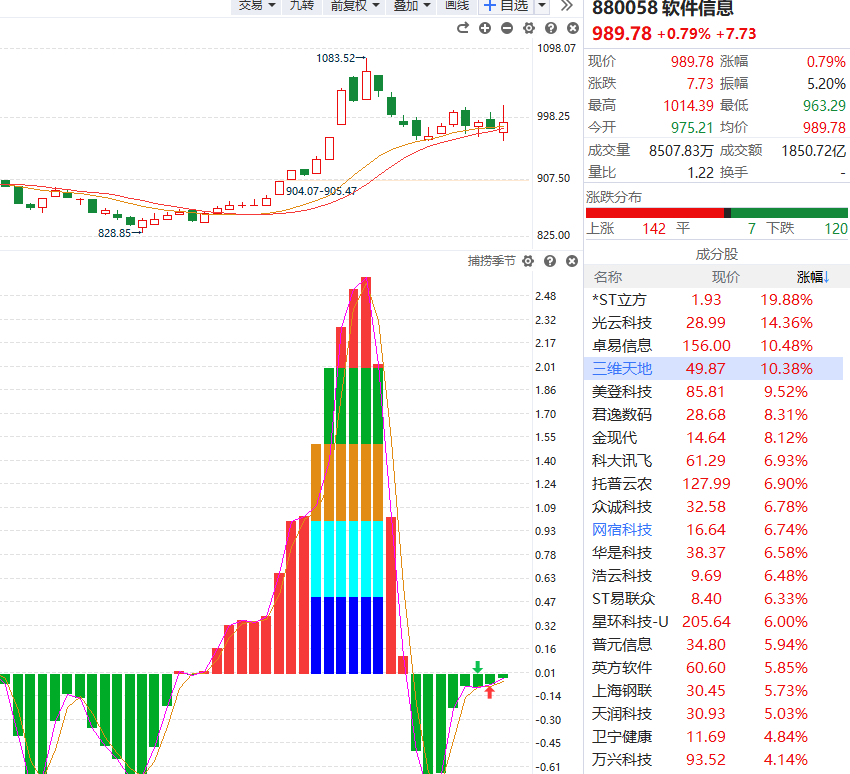 交易 九转 前复权 叠加 画线 自选
880058 软件信息
989.78 +0.79% +7.73
现价 989.78 涨幅 0.79%
涨跌 7.73 振幅 5.20%
最高 1014.39 最低 963.29
今开 975.21 均价 989.78
成交量 8507.83万 成交额 1850.72亿
量比 1.22 换手 -
涨跌分布
上涨 142 平 7 下跌 120
成分股
名称 现价 涨幅↓
*ST立方 1.93 19.88%
光云科技 28.99 14.36%
卓易信息 156.00 10.48%
三维天地 49.87 10.38%
美登科技 85.81 9.52%
君逸数码 28.68 8.31%
金现代 14.64 8.12%
科大讯飞 61.29 6.93%
托普云农 127.99 6.90%
众诚科技 32.58 6.78%
网宿科技 16.64 6.74%
华是科技 38.37 6.58%
浩云科技 9.69 6.48%
ST易联众 8.40 6.33%
星环科技-U 205.64 6.00%
普元信息 34.80 5.94%
英方软件 60.60 5.85%
上海钢联 30.45 5.73%
天润科技 30.93 5.03%
卫宁健康 11.69 4.84%
万兴科技 93.52 4.14%
1098.07
1083.52
998.25
907.50
904.07-905.47
828.85
825.00
捕捞季节
2.48
2.32
2.17
2.01
1.86
1.70
1.55
1.40
1.24
1.09
0.93
0.78
0.63
0.47
0.32
0.16
0.01
-0.14
-0.30
-0.45
-0.61